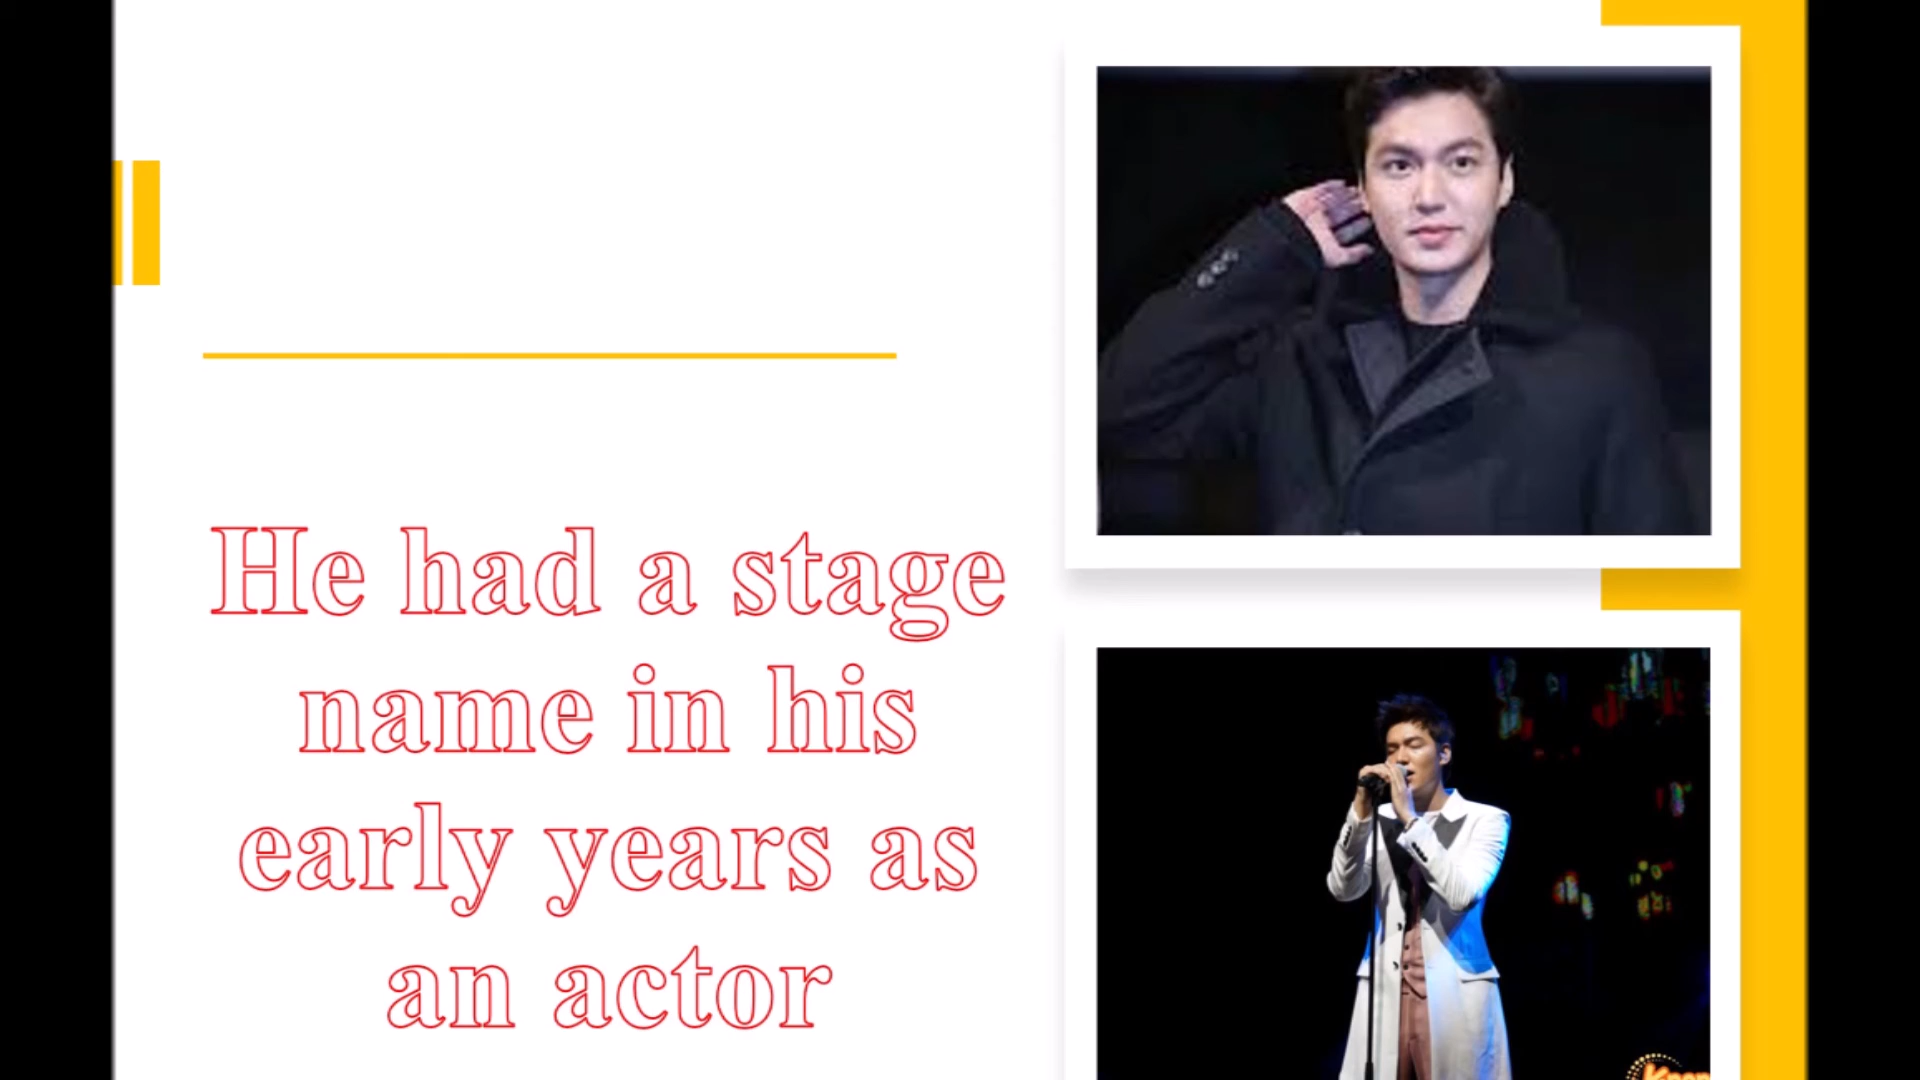 He had a stage
name in his
early years as
an actor